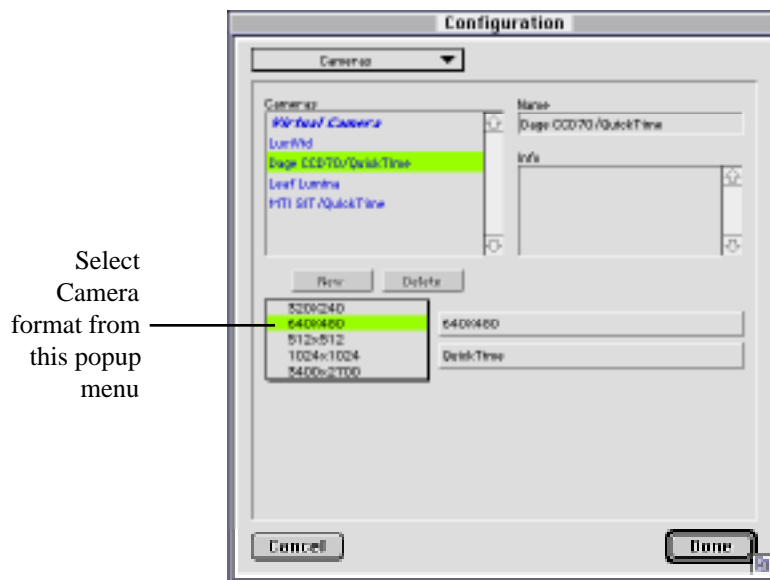 Configuration
Cameras
Cameras
Virtual Camera
LumVid
Dage CCD70/QuickTime
Leaf Lumina
MTI SIT/QuickTime
Name
Dage CCD70/QuickTime
Info
New
Delete
Select
Camera
format from
this popup
menu
320X240
640X480
512x512
1024x1024
3400x2700
640X480
QuickTime
Cancel
Done